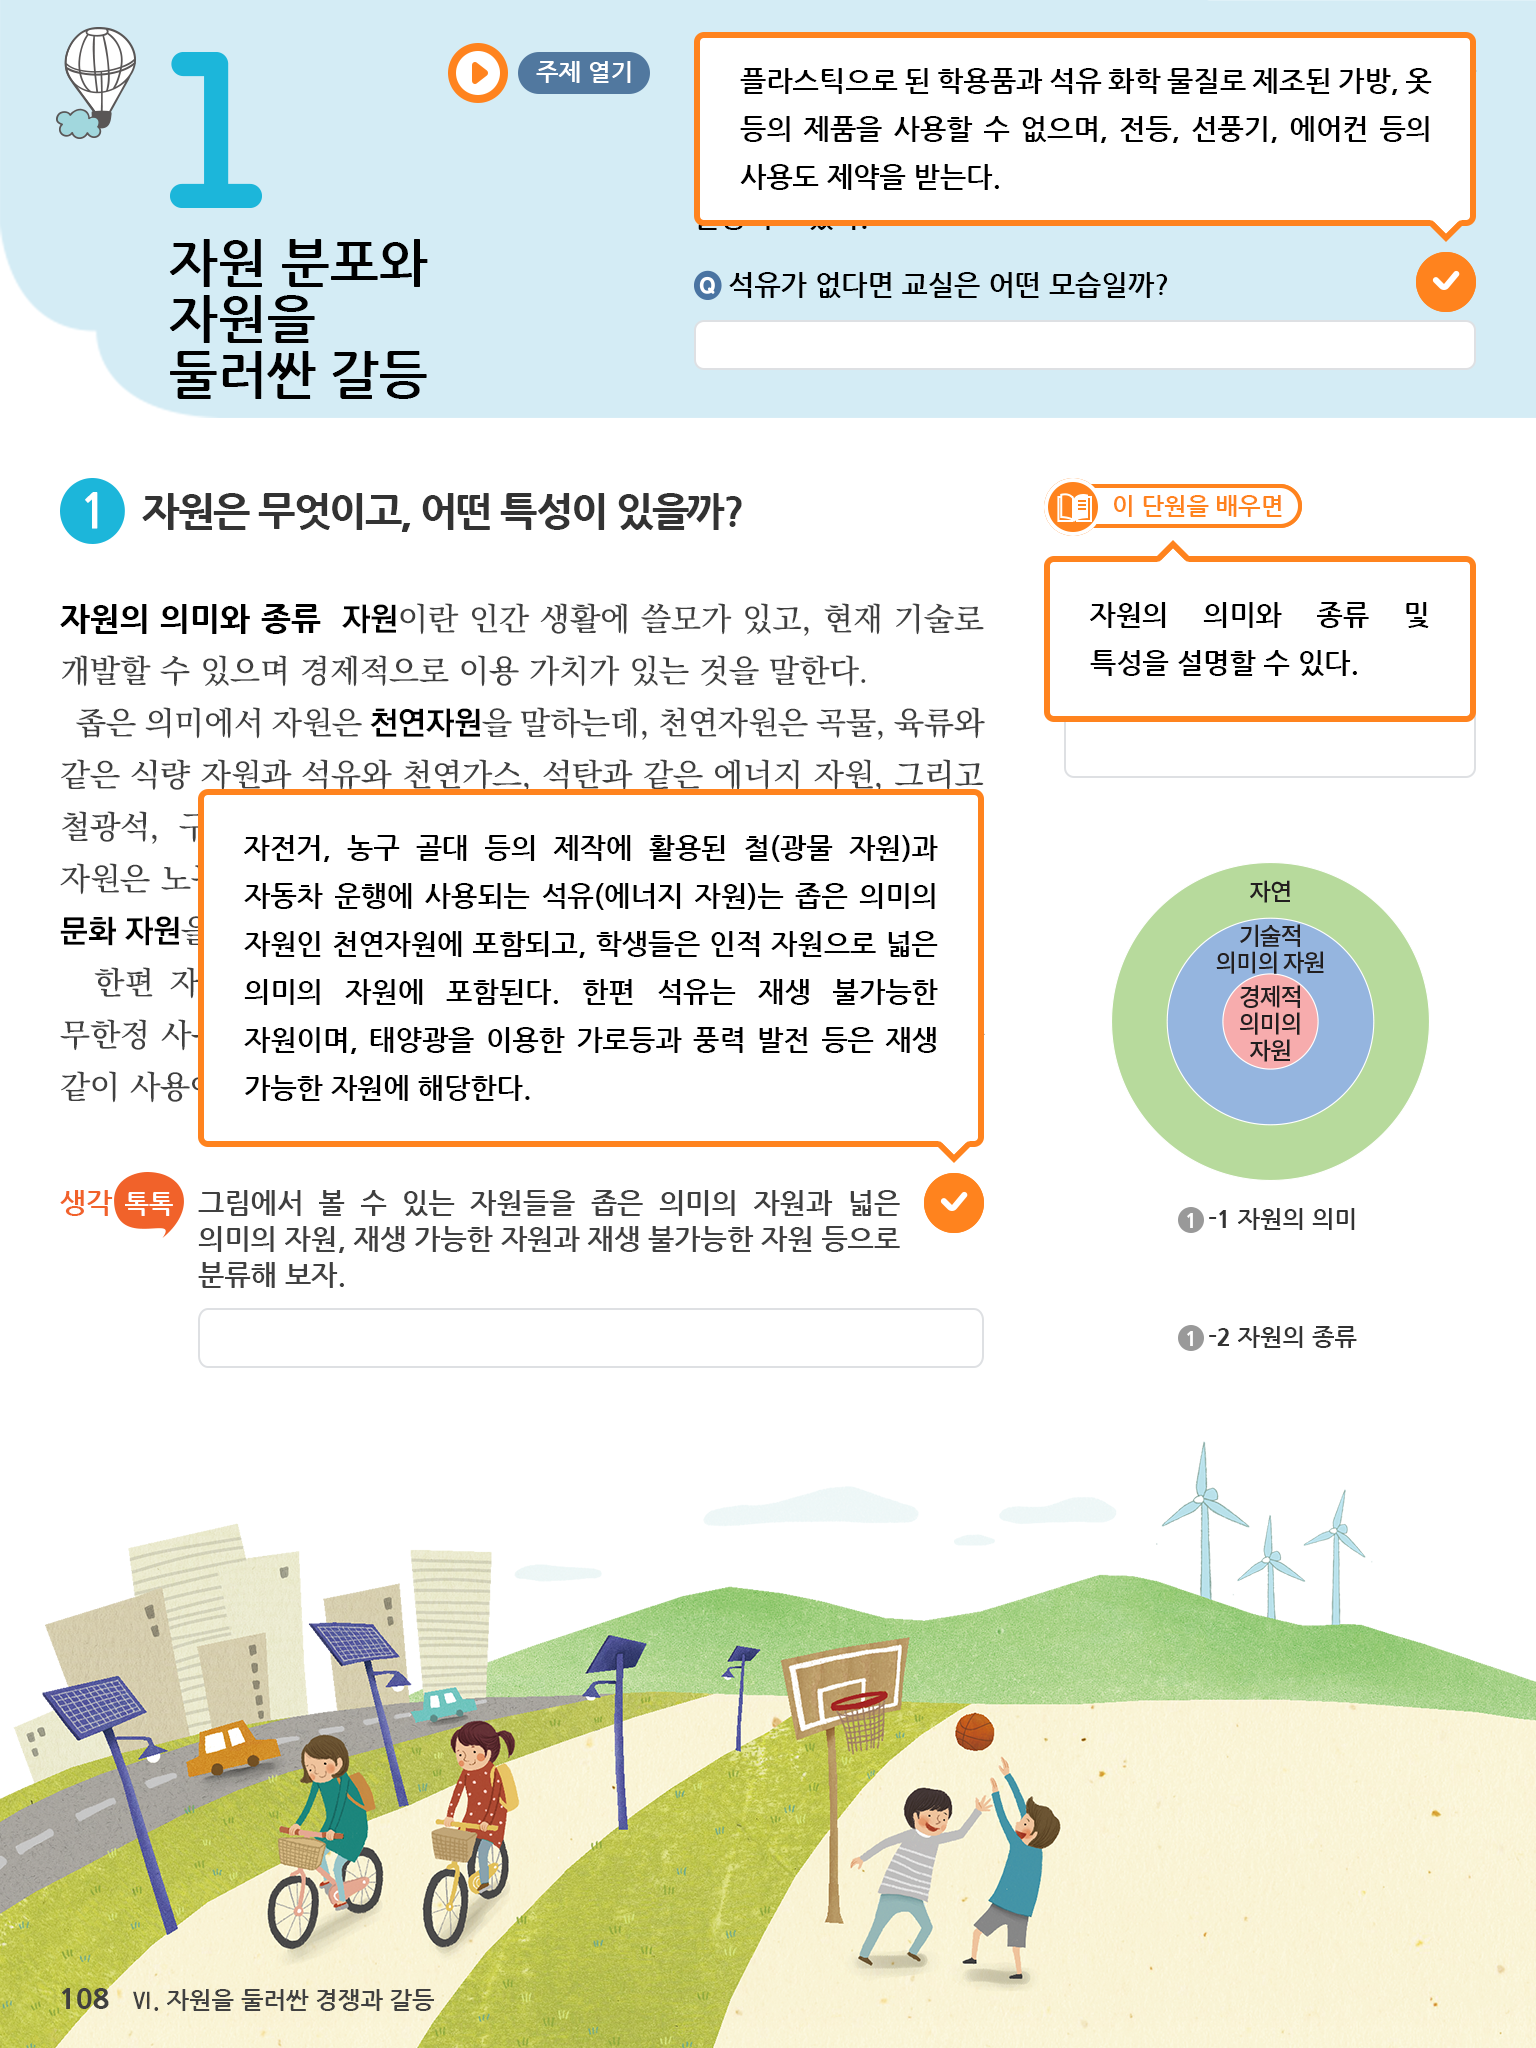 1
자원 분포와
자원을
둘러싼 갈등
주제 열기
플라스틱으로 된 학용품과 석유 화학 물질로 제조된 가방, 옷
등의 제품을 사용할 수 없으며, 전등, 선풍기, 에어컨 등의
사용도 제약을 받는다.
Q 석유가 없다면 교실은 어떤 모습일까?
1 자원은 무엇이고, 어떤 특성이 있을까?
자원의 의미와 종류 자원이란 인간 생활에 쓸모가 있고, 현재 기술로
개발할 수 있으며 경제적으로 이용 가치가 있는 것을 말한다.
좁은 의미에서 자원은 천연자원을 말하는데, 천연자원은 곡물, 육류와
같은 식량 자원과 석유와 천연가스, 석탄과 같은 에너지 자원, 그리고
철광석,
자원은
문화 자원을
한편
무한정
같이
자전거, 농구 골대 등의 제작에 활용된 철(광물 자원)과
자동차 운행에 사용되는 석유(에너지 자원)는 좁은 의미의
자원인 천연자원에 포함되고, 학생들은 인적 자원으로 넓은
의미의 자원에 포함된다. 한편 석유는 재생 불가능한
자원이며, 태양광을 이용한 가로등과 풍력 발전 등은 재생
가능한 자원에 해당한다.
생각 톡톡 그림에서 볼 수 있는 자원들을 좁은 의미의 자원과 넓은
의미의 자원, 재생 가능한 자원과 재생 불가능한 자원 등으로
분류해 보자.
이 단원을 배우면
자원의 의미와 종류 및
특성을 설명할 수 있다.
자연
기술적
의미의 자원
경제적
의미의
자원
1 -1 자원의 의미
1 -2 자원의 종류
108 VI. 자원을 둘러싼 경쟁과 갈등